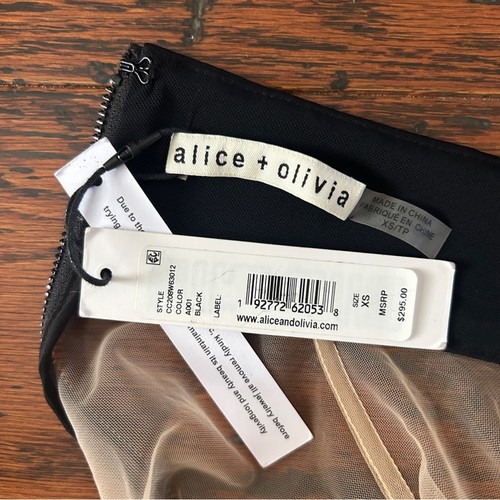 alice + olivia
MADE IN CHINA
FABRIQUÉ EN CHINE
XS/TP
Due to the
trying
STYLE
CC208W63012
COLOR
A001
BLACK
LABEL:
1 92772 62053 8
www.aliceandolivia.com
SIZE
XS
MSRP
$295.00
kindly remove all jewelry before
maintain its beauty and longevity